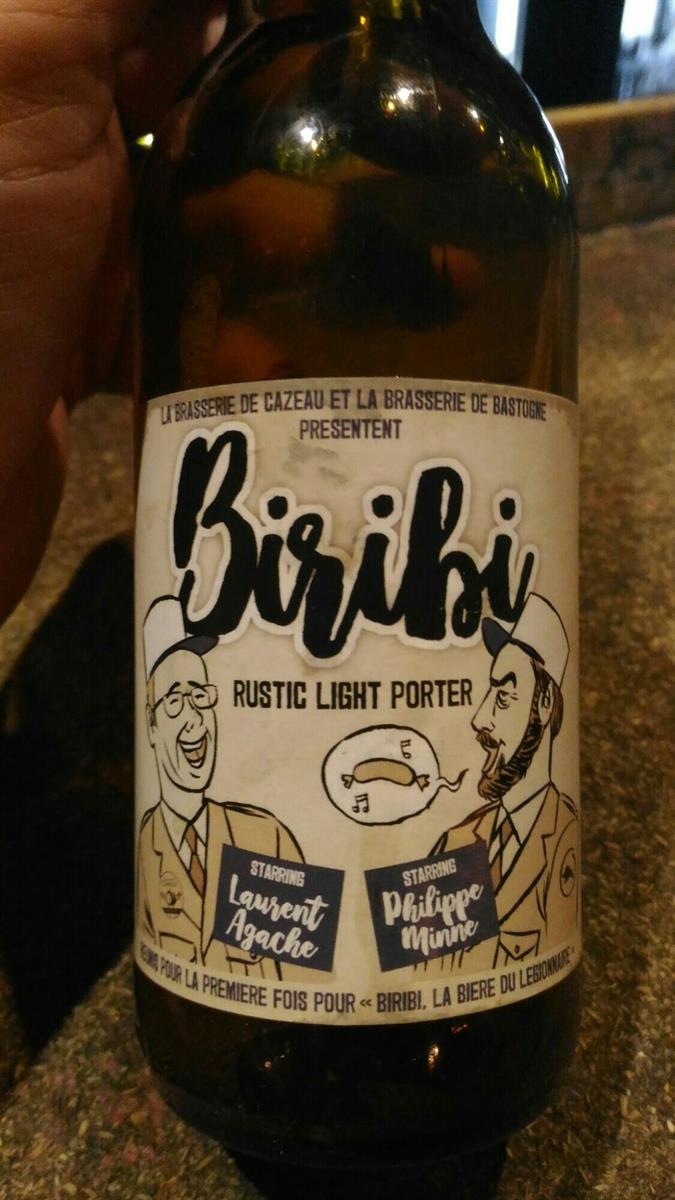 LA BRASSERIE DE CAZEAU ET LA BRASSERIE DE BASTOGNE
PRESENTENT
Biribi
RUSTIC LIGHT PORTER
STARRING
Laurent
Agache
STARRING
Philippe
Minne
REUNIS POUR LA PREMIERE FOIS POUR « BIRIBI, LA BIERE DU LEGIONNAIRE »